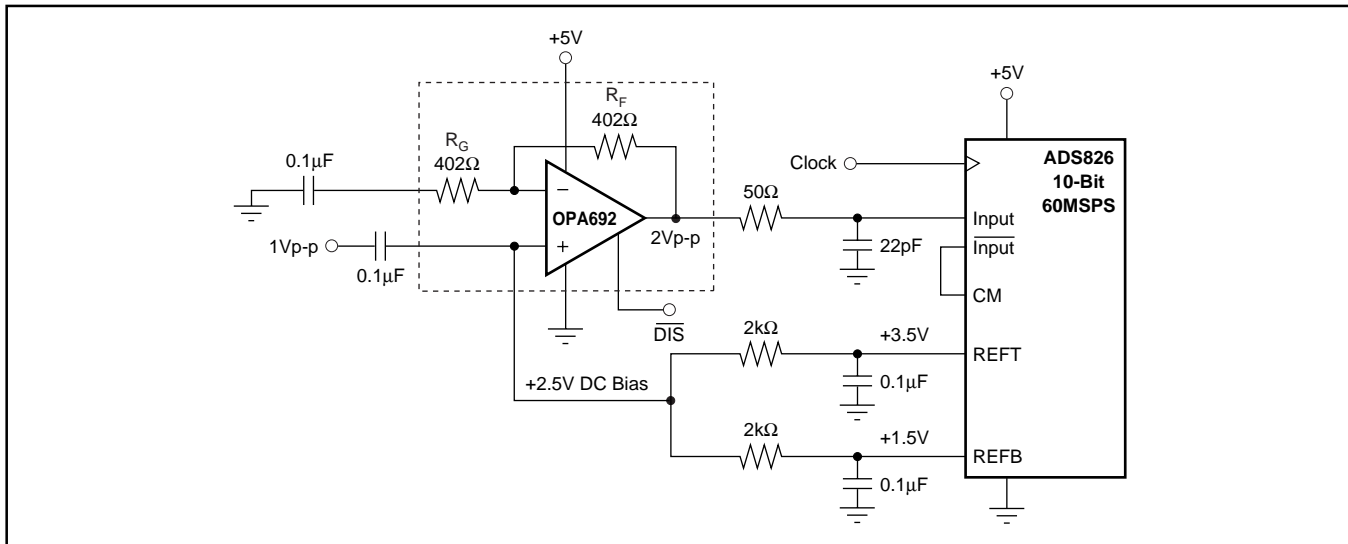 +5V
+5V
R_F
402Ω
R_G
402Ω
0.1µF
Clock
ADS826
10-Bit
60MSPS
−
OPA692
+
50Ω
2Vp-p
Input
1Vp-p
0.1µF
22pF
I̅n̅p̅u̅t̅
CM
D̅I̅S̅
2kΩ
+3.5V
REFT
0.1µF
+2.5V DC Bias
2kΩ
+1.5V
REFB
0.1µF